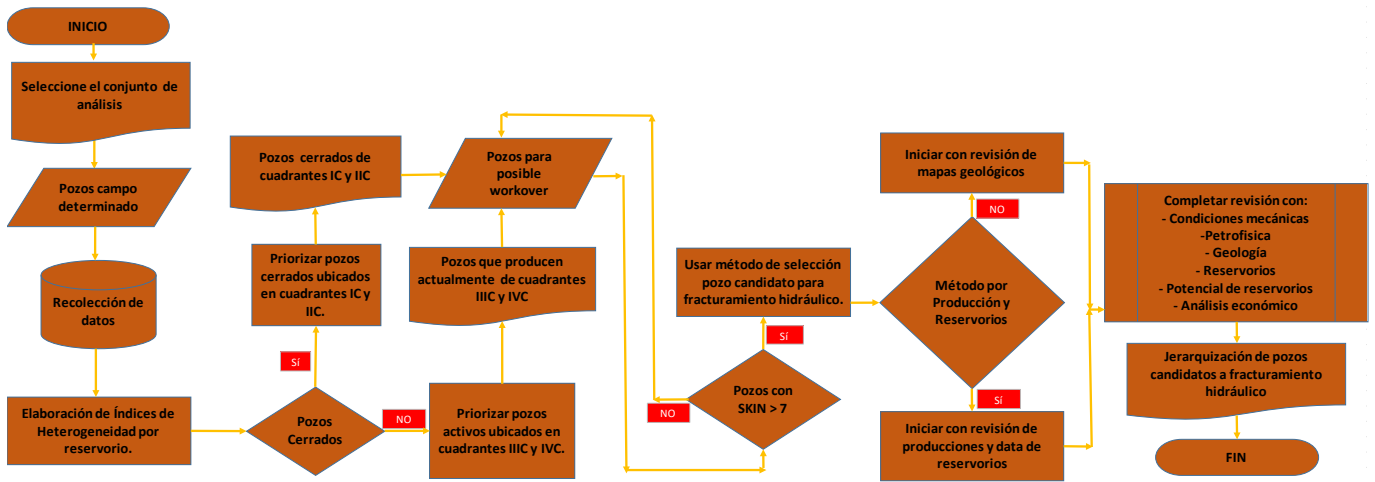 INICIO
Seleccione el conjunto de
análisis
Pozos campo
determinado
Recolección de
datos
Elaboración de Índices de
Heterogeneidad por
reservorio.
Pozos
Cerrados
Sí
NO
Priorizar pozos
cerrados ubicados
en cuadrantes IC y
IIC.
Pozos cerrados de
cuadrantes IC y IIC
Priorizar pozos
activos ubicados en
cuadrantes IIIC y IVC.
Pozos que producen
actualmente de cuadrantes
IIIC y IVC
Pozos para
posible
workover
Pozos con
SKIN > 7
NO
Sí
Usar método de selección
pozo candidato para
fracturamiento hidráulico.
Método por
Producción y
Reservorios
NO
Sí
Iniciar con revisión de
mapas geológicos
Iniciar con revisión de
producciones y data de
reservorios
Completar revisión con:
- Condiciones mecánicas
-Petrofisica
- Geología
- Reservorios
- Potencial de reservorios
- Análisis económico
Jerarquización de pozos
candidatos a fracturamiento
hidráulico
FIN